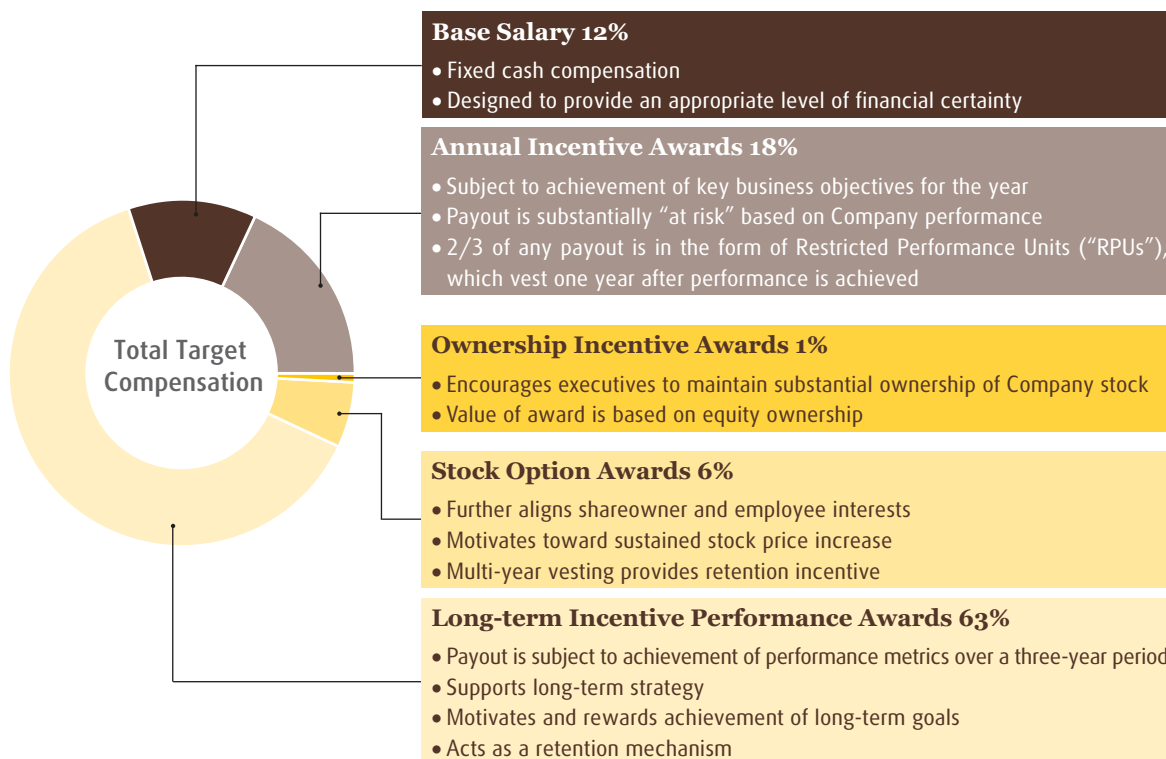 Base Salary 12%
• Fixed cash compensation
• Designed to provide an appropriate level of financial certainty
Annual Incentive Awards 18%
• Subject to achievement of key business objectives for the year
• Payout is substantially “at risk” based on Company performance
• 2/3 of any payout is in the form of Restricted Performance Units (“RPUs”),
which vest one year after performance is achieved
Total Target
Compensation
Ownership Incentive Awards 1%
• Encourages executives to maintain substantial ownership of Company stock
• Value of award is based on equity ownership
Stock Option Awards 6%
• Further aligns shareowner and employee interests
• Motivates toward sustained stock price increase
• Multi-year vesting provides retention incentive
Long-term Incentive Performance Awards 63%
• Payout is subject to achievement of performance metrics over a three-year period
• Supports long-term strategy
• Motivates and rewards achievement of long-term goals
• Acts as a retention mechanism